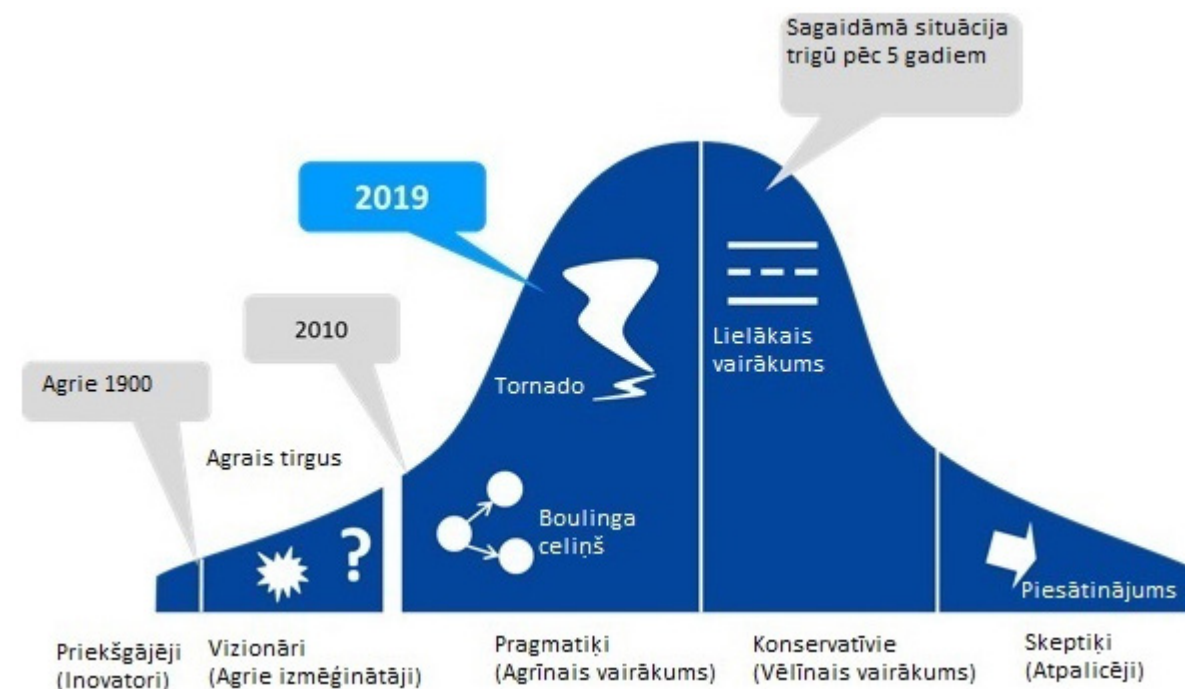 Sagaidāmā situācija
trigū pēc 5 gadiem
2019
2010
Agrie 1900
Agrais tirgus
Tornado
Lielākais
vairākums
Boulinga
celiņš
?
Piesātinājums
Priekšgājēji
(Inovatori)
Vizionāri
(Agrie izmēģinātāji)
Pragmatiķi
(Agrīnais vairākums)
Konservatīvie
(Vēlīnais vairākums)
Skeptiķi
(Atpalicēji)